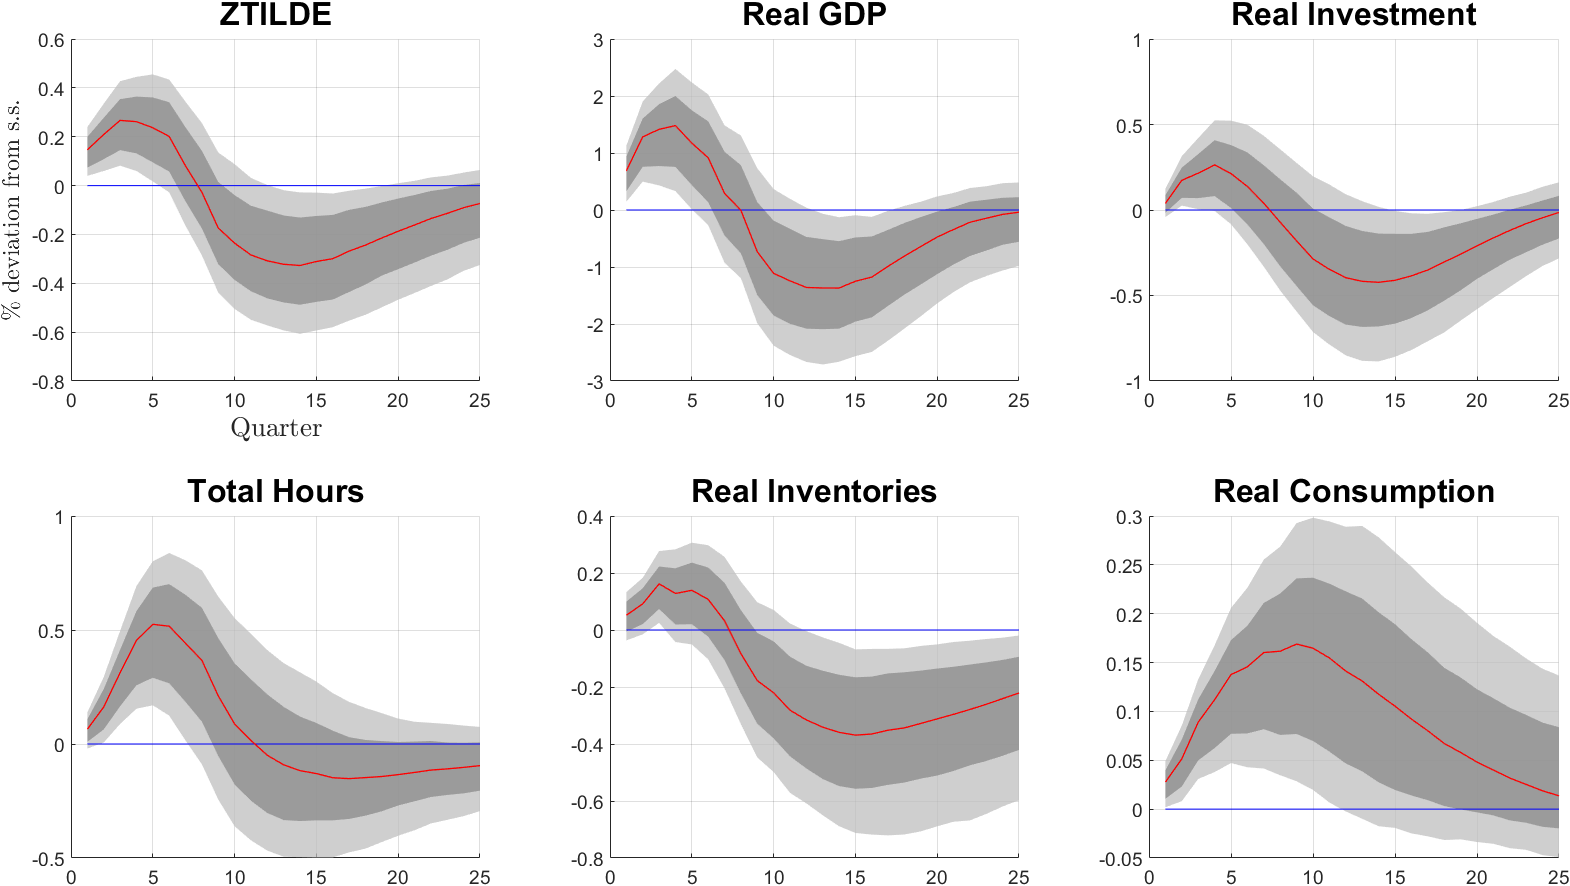 ZTILDE
Real GDP
Real Investment
% deviation from s.s.
0.6
0.4
0.2
0
-0.2
-0.4
-0.6
-0.8
0 5 10 15 20 25
Quarter
3
2
1
0
-1
-2
-3
0 5 10 15 20 25
1
0.5
0
-0.5
-1
0 5 10 15 20 25
Total Hours
Real Inventories
Real Consumption
1
0.5
0
-0.5
0 5 10 15 20 25
0.4
0.2
0
-0.2
-0.4
-0.6
-0.8
0 5 10 15 20 25
0.3
0.25
0.2
0.15
0.1
0.05
0
-0.05
0 5 10 15 20 25